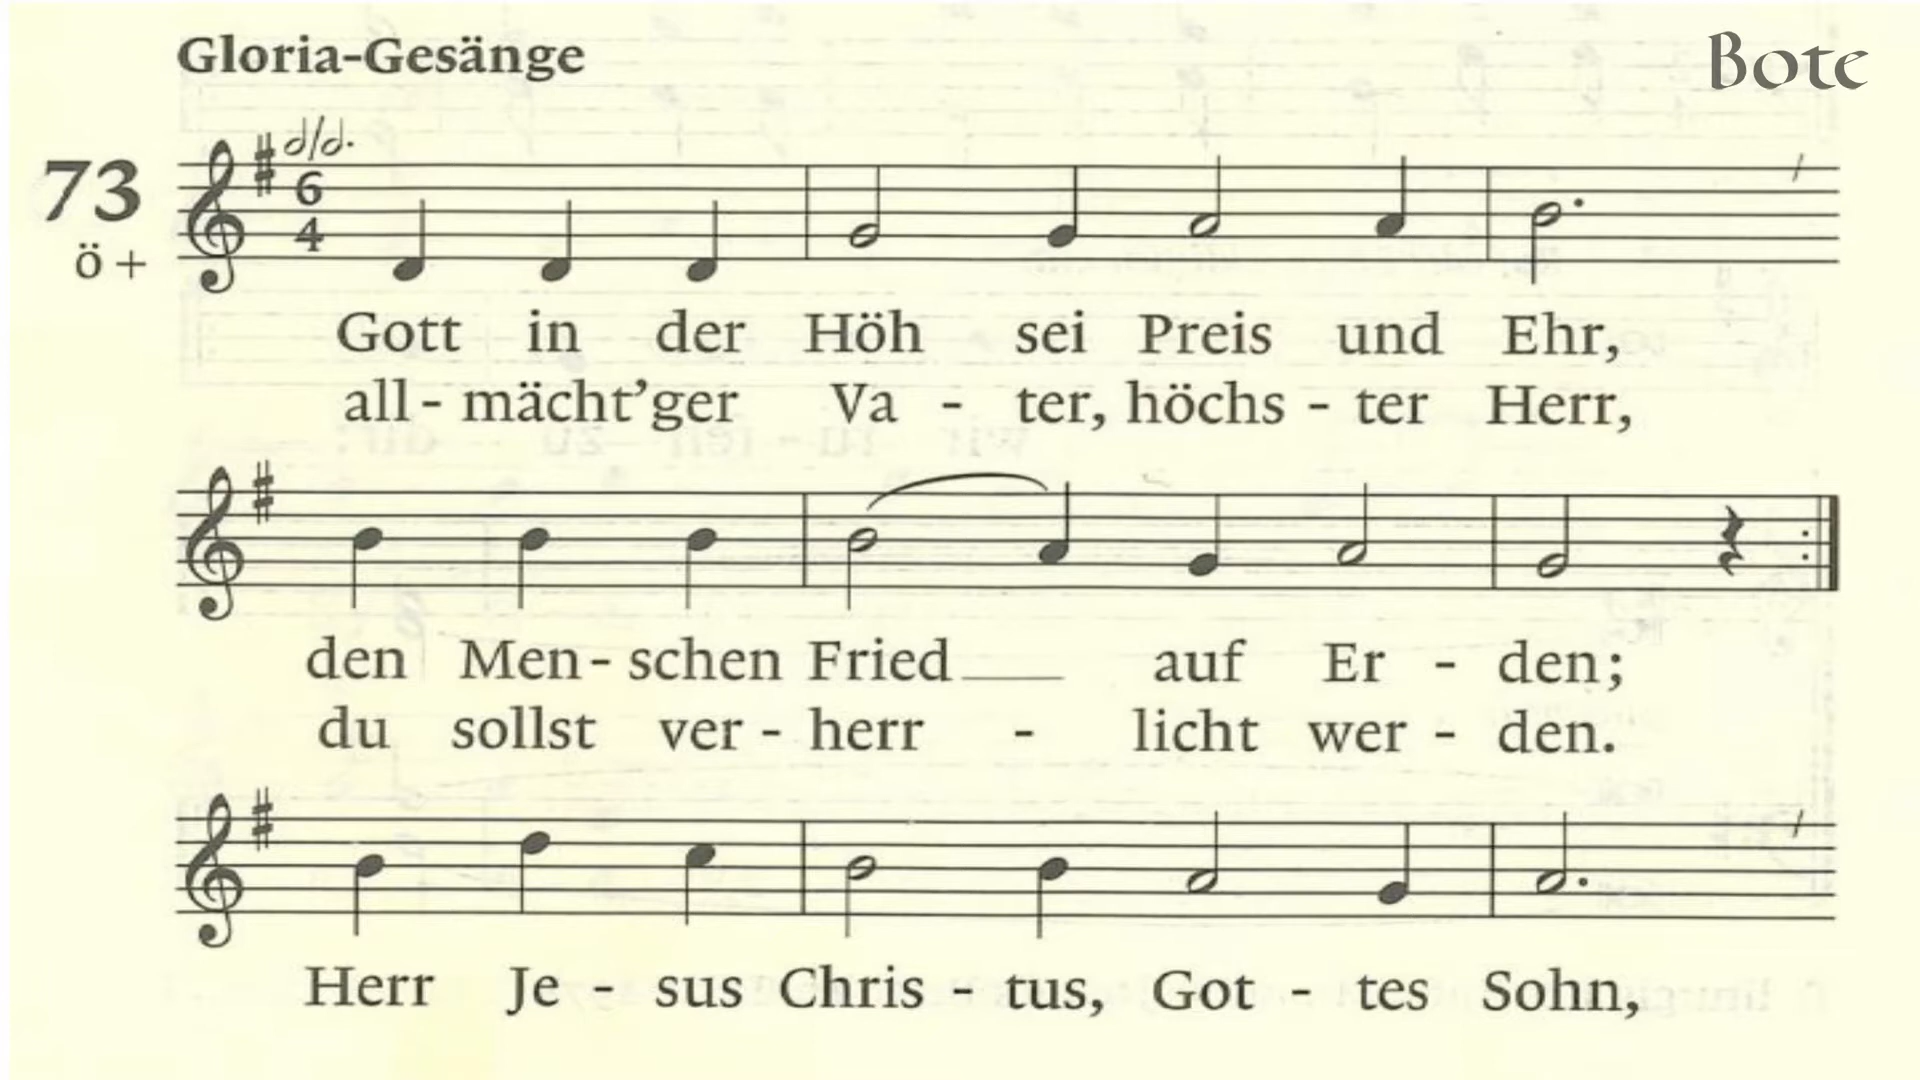 Gloria-Gesänge
Bote
73
ö +
6
4
Gott in der Höh sei Preis und Ehr,
all - mächt’ger Va - ter, höchs - ter Herr,
den Men - schen Fried auf Er - den;
du sollst ver - herr - licht wer - den.
Herr Je - sus Chris - tus, Got - tes Sohn,